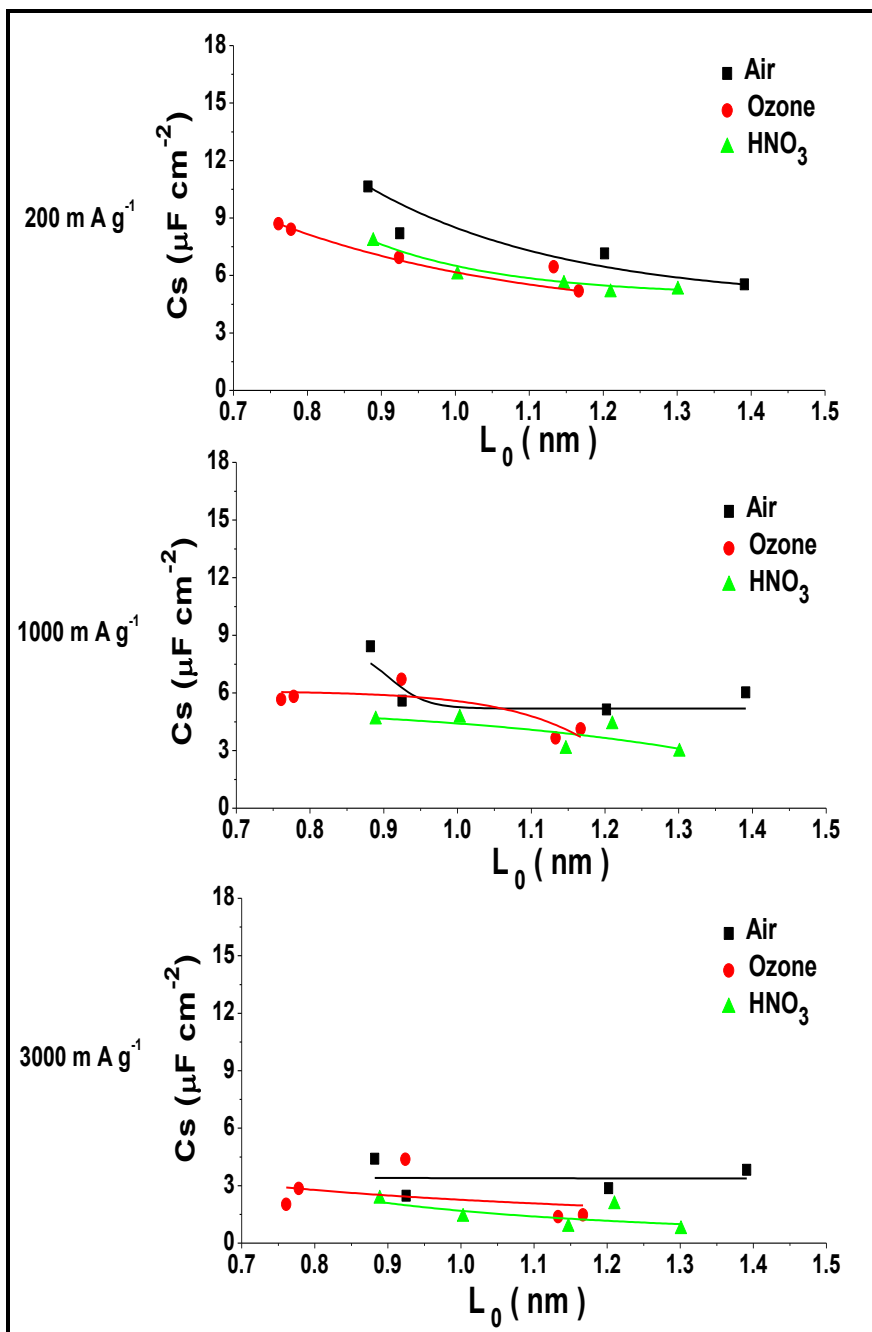 200 m A g-1
Cs (μF cm-2)
18
15
12
9
6
3
0
Air
Ozone
HNO3
0.7 0.8 0.9 1.0 1.1 1.2 1.3 1.4 1.5
L0 ( nm )
1000 m A g-1
Cs (μF cm-2)
18
15
12
9
6
3
0
Air
Ozone
HNO3
0.7 0.8 0.9 1.0 1.1 1.2 1.3 1.4 1.5
L0 ( nm )
3000 m A g-1
Cs (μF cm-2)
18
15
12
9
6
3
0
Air
Ozone
HNO3
0.7 0.8 0.9 1.0 1.1 1.2 1.3 1.4 1.5
L0 ( nm )